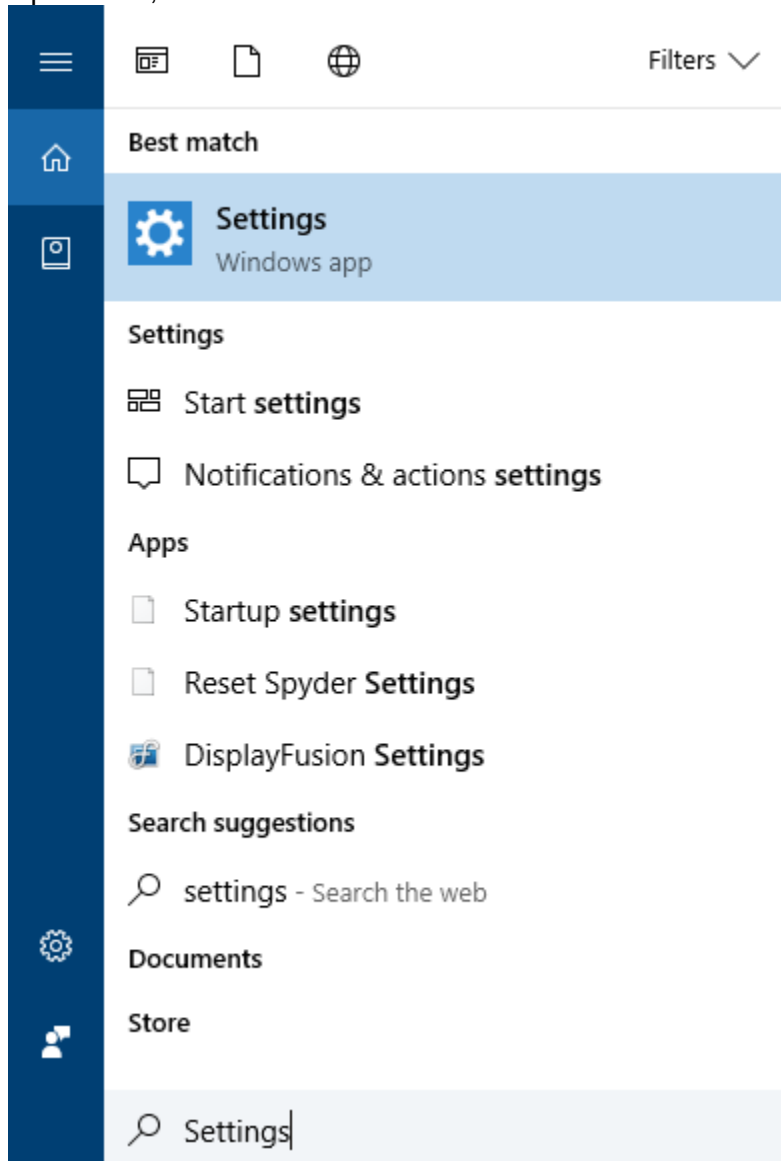 Filters
Best match
Settings
Windows app
Settings
Start settings
Notifications & actions settings
Apps
Startup settings
Reset Spyder Settings
DisplayFusion Settings
Search suggestions
settings - Search the web
Documents
Store
Settings